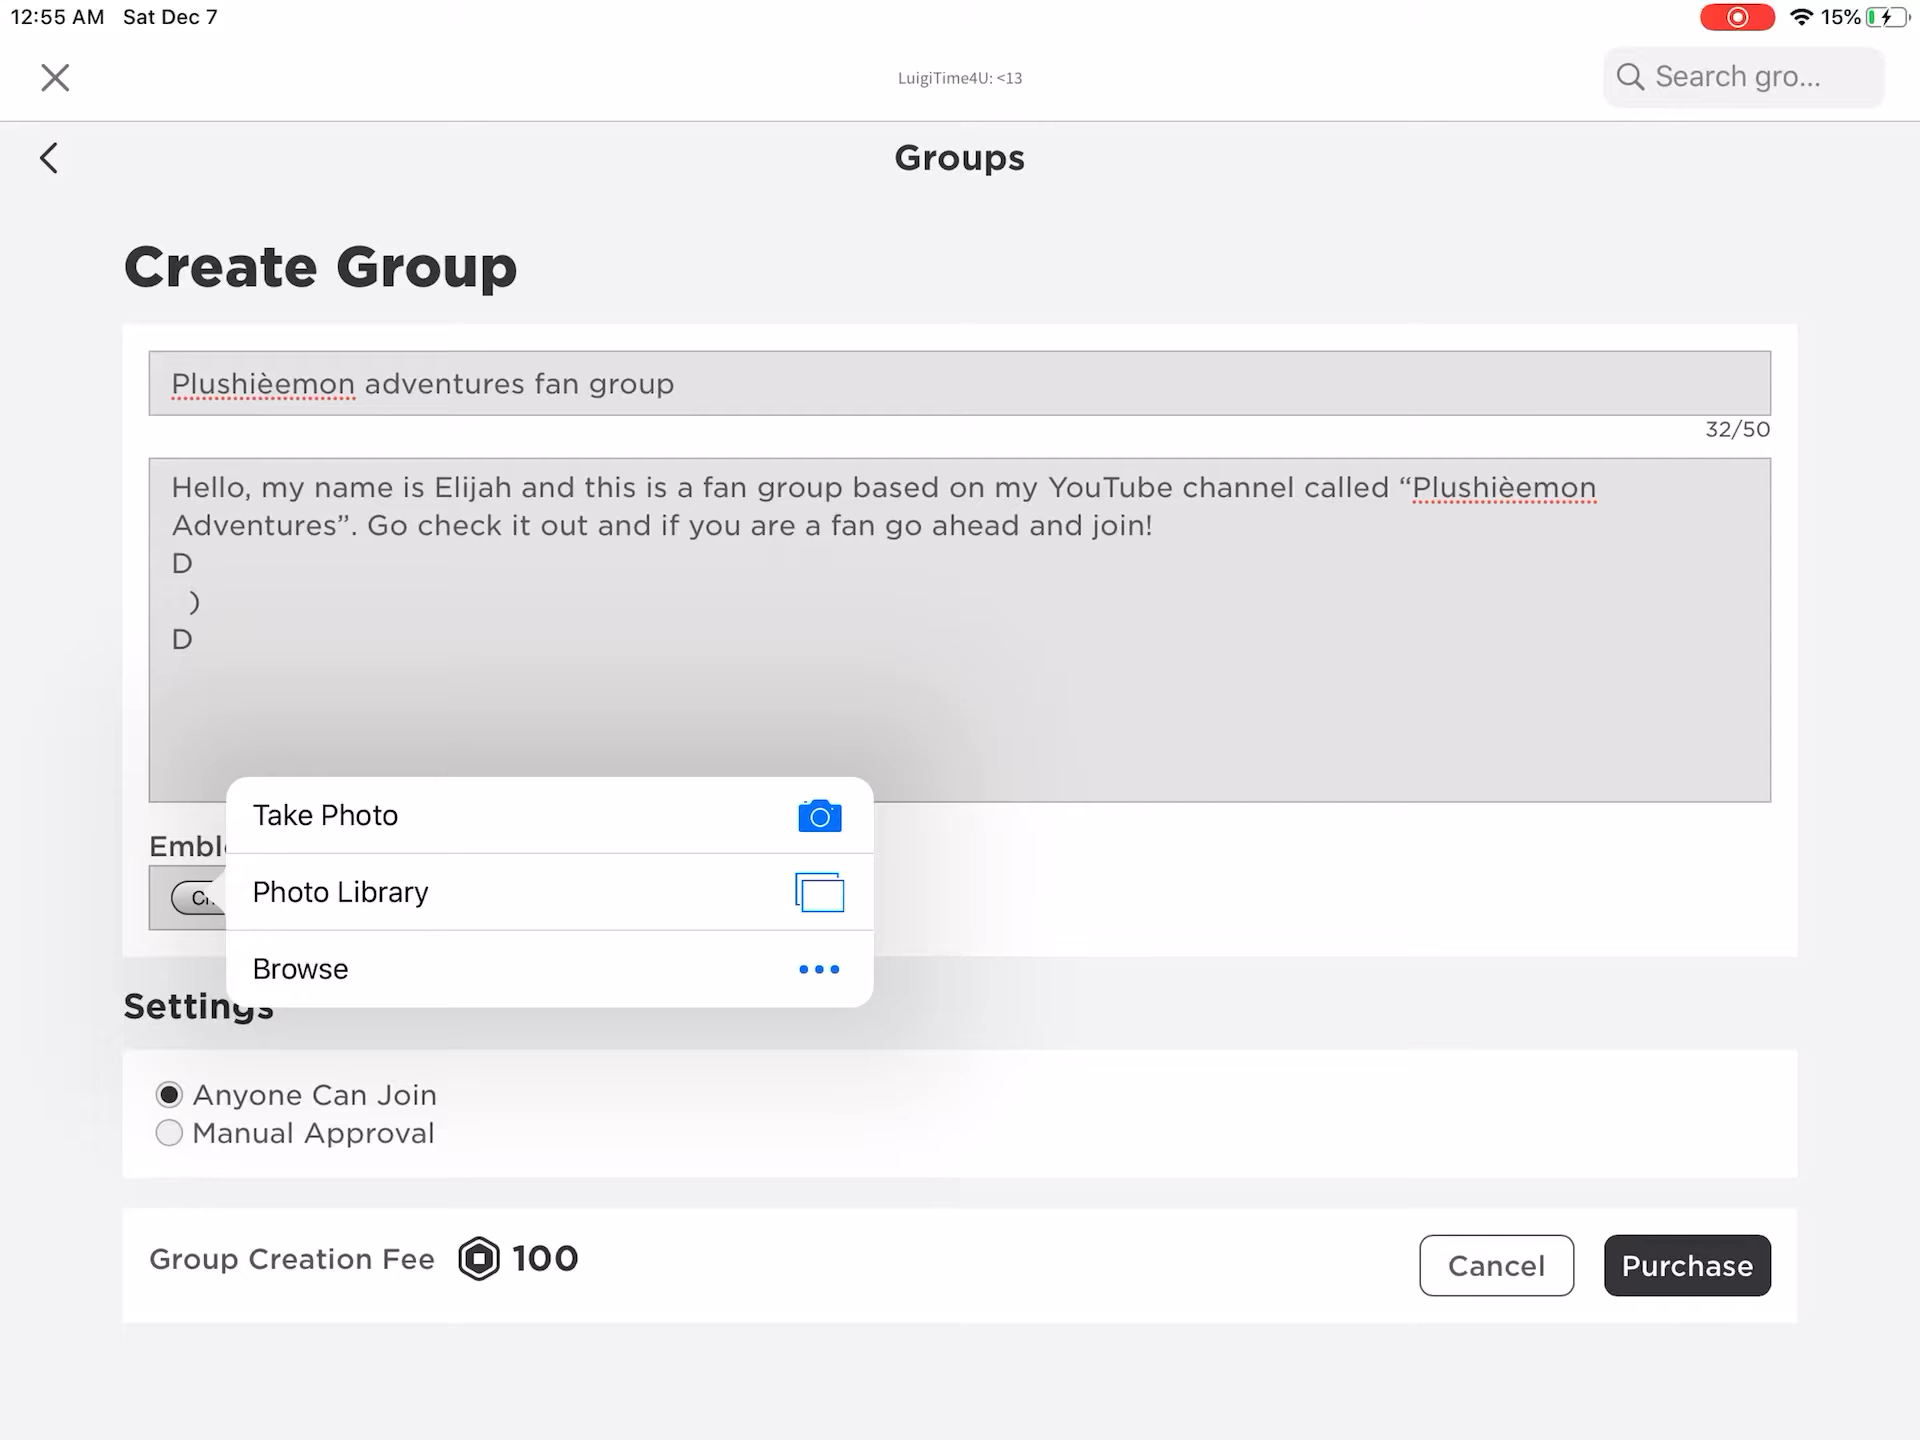 12:55 AM Sat Dec 7
15%
LuigiTime4U: <13
Search gro...
Groups
Create Group
Plushièemon adventures fan group
32/50
Hello, my name is Elijah and this is a fan group based on my YouTube channel called “Plushièemon
Adventures”. Go check it out and if you are a fan go ahead and join!
D
)
D
Take Photo
Photo Library
Browse
Settings
Anyone Can Join
Manual Approval
Group Creation Fee 100
Cancel
Purchase